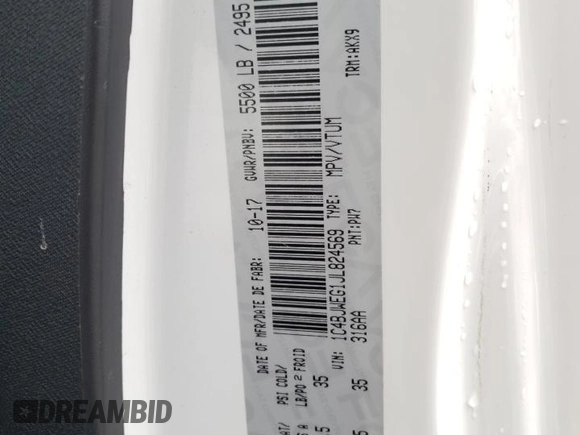 5500 LB / 2495
GVWR/PNBV:
DATE OF MFR/DATE DE FABR: 10-17
PSI COLD/
LB/PO² FROID
35
35
VIN: 1C4BJWEG1JL824569 TYPE: MPV/VTUM
316AA PNT:PW7 TRM:AKX9
DREAMBID